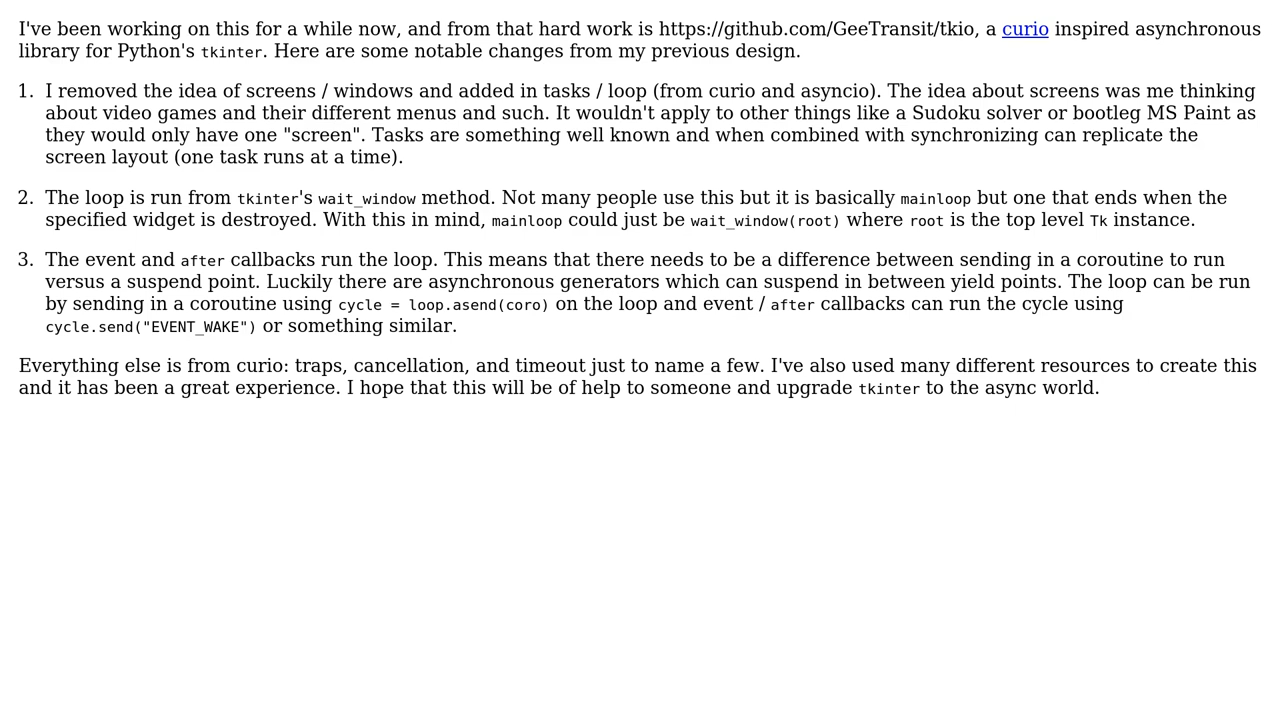 I've been working on this for a while now, and from that hard work is https://github.com/GeeTransit/tkio, a curio inspired asynchronous
library for Python's tkinter. Here are some notable changes from my previous design.
1. I removed the idea of screens / windows and added in tasks / loop (from curio and asyncio). The idea about screens was me thinking
about video games and their different menus and such. It wouldn't apply to other things like a Sudoku solver or bootleg MS Paint as
they would only have one "screen". Tasks are something well known and when combined with synchronizing can replicate the
screen layout (one task runs at a time).
2. The loop is run from tkinter's wait_window method. Not many people use this but it is basically mainloop but one that ends when the
specified widget is destroyed. With this in mind, mainloop could just be wait_window(root) where root is the top level Tk instance.
3. The event and after callbacks run the loop. This means that there needs to be a difference between sending in a coroutine to run
versus a suspend point. Luckily there are asynchronous generators which can suspend in between yield points. The loop can be run
by sending in a coroutine using cycle = loop.asend(coro) on the loop and event / after callbacks can run the cycle using
cycle.send("EVENT_WAKE") or something similar.
Everything else is from curio: traps, cancellation, and timeout just to name a few. I've also used many different resources to create this
and it has been a great experience. I hope that this will be of help to someone and upgrade tkinter to the async world.